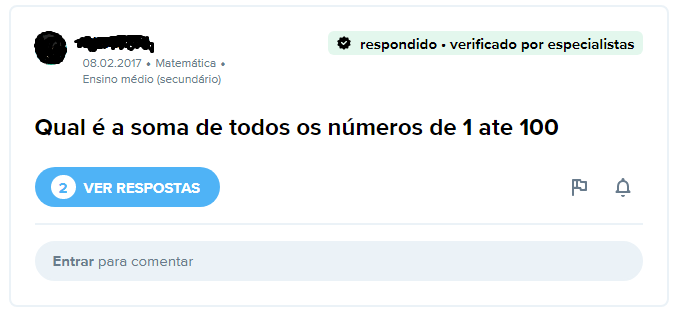 respondido • verificado por especialistas
08.02.2017 • Matemática •
Ensino médio (secundário)
Qual é a soma de todos os números de 1 ate 100
2 VER RESPOSTAS
Entrar para comentar